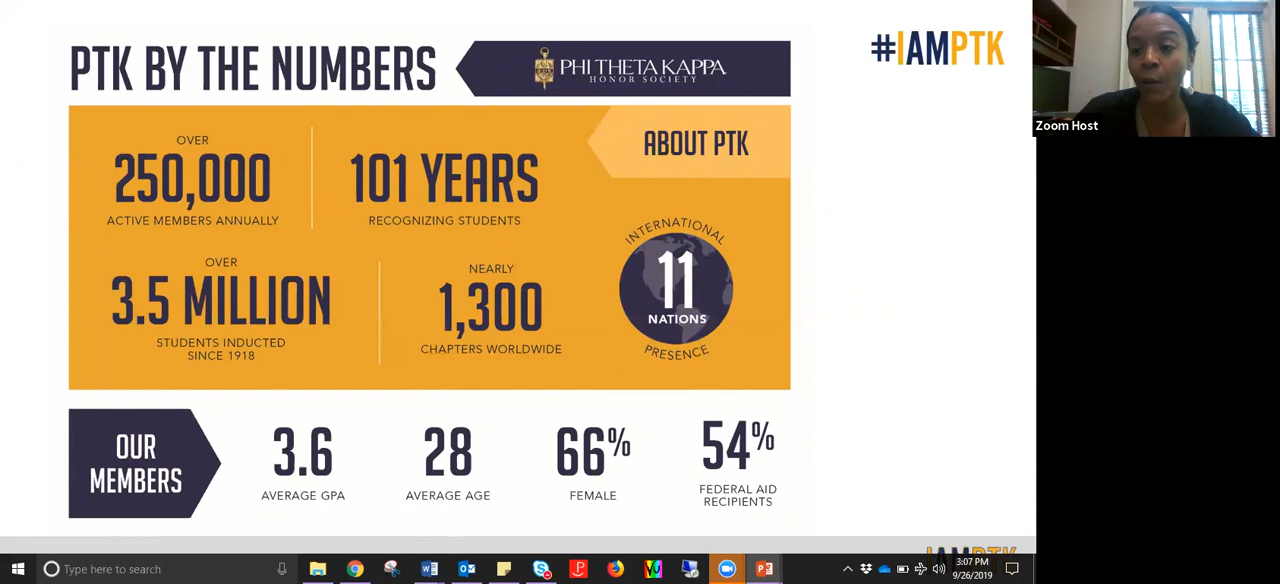 PTK BY THE NUMBERS
PHI THETA KAPPA
HONOR SOCIETY
#IAMPTK
Zoom Host
ABOUT PTK
OVER
250,000
ACTIVE MEMBERS ANNUALLY
101 YEARS
RECOGNIZING STUDENTS
OVER
3.5 MILLION
STUDENTS INDUCTED
SINCE 1918
NEARLY
1,300
CHAPTERS WORLDWIDE
INTERNATIONAL
11
NATIONS
PRESENCE
OUR
MEMBERS
3.6
AVERAGE GPA
28
AVERAGE AGE
66%
FEMALE
54%
FEDERAL AID
RECIPIENTS
IAMPTK
Type here to search
3:07 PM
9/26/2019